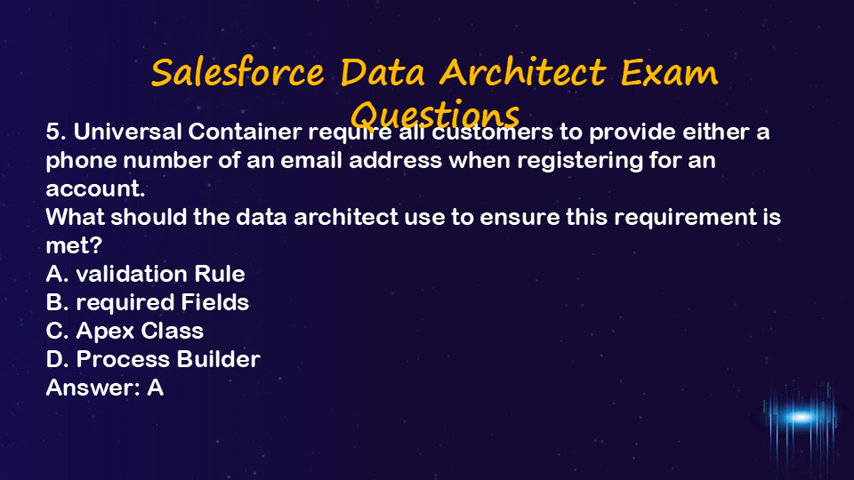 Salesforce Data Architect Exam
Questions
5. Universal Container require all customers to provide either a
phone number of an email address when registering for an
account.
What should the data architect use to ensure this requirement is
met?
A. validation Rule
B. required Fields
C. Apex Class
D. Process Builder
Answer: A